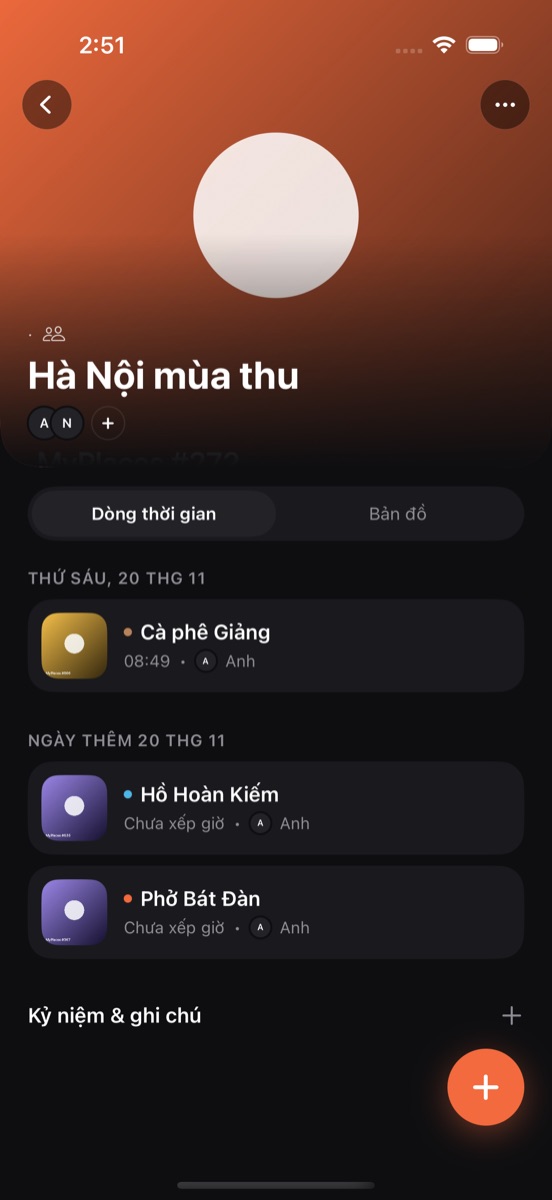 2:51
Hà Nội mùa thu
A N +
MyPlaces #272
Dòng thời gian
Bản đồ
THỨ SÁU, 20 THG 11
Cà phê Giảng
08:49 • A Anh
NGÀY THÊM 20 THG 11
Hồ Hoàn Kiếm
Chưa xếp giờ • A Anh
Phở Bát Đàn
Chưa xếp giờ • A Anh
Kỷ niệm & ghi chú